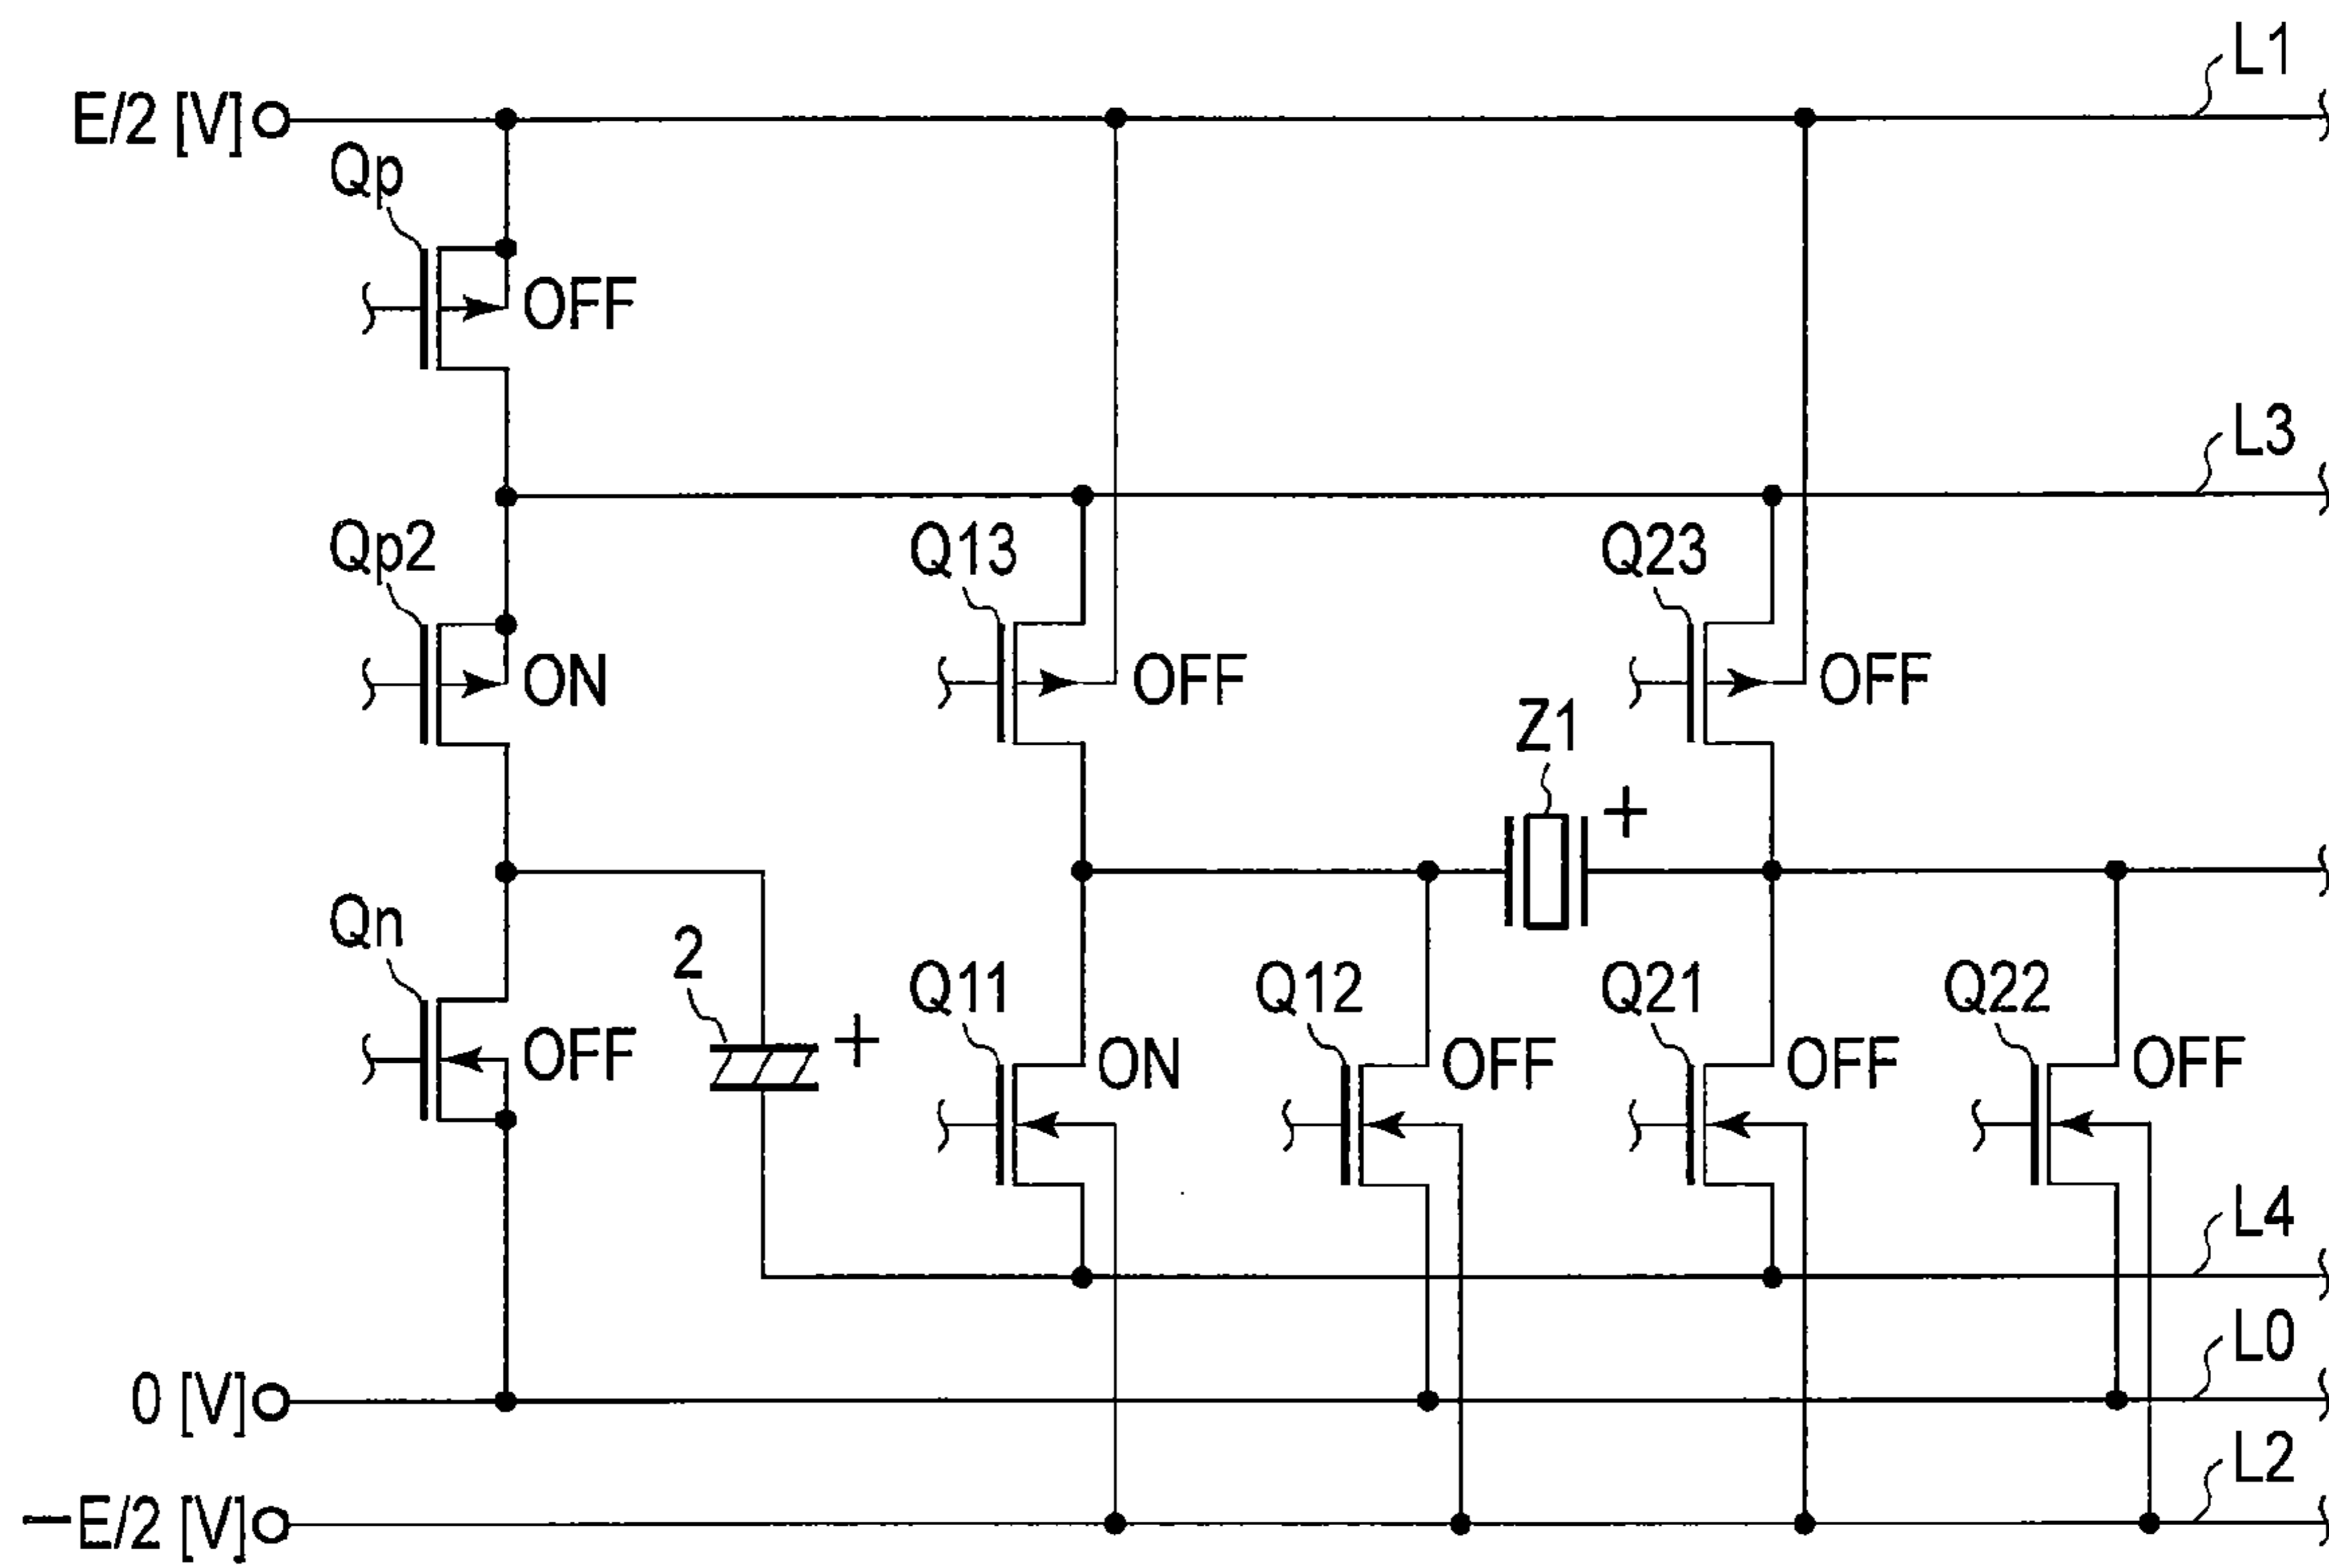 L1
E/2 [V]
Qp
OFF
L3
Qp2
Q13
Q23
ON
OFF
OFF
Z1
+
Qn
2
+
Q11
Q12
Q21
Q22
OFF
ON
OFF
OFF
OFF
L4
L0
0 [V]
L2
−E/2 [V]